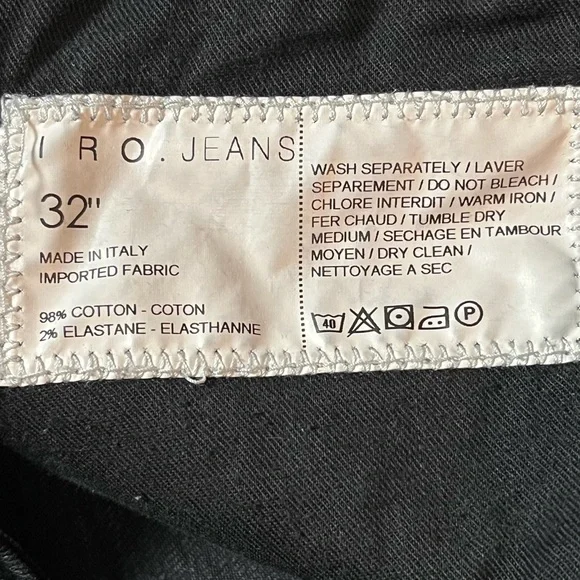 IRO.JEANS
32"
MADE IN ITALY
IMPORTED FABRIC
98% COTTON - COTON
2% ELASTANE - ELASTHANNE
WASH SEPARATELY / LAVER
SEPAREMENT / DO NOT BLEACH /
CHLORE INTERDIT / WARM IRON /
FER CHAUD / TUMBLE DRY
MEDIUM / SECHAGE EN TAMBOUR
MOYEN / DRY CLEAN /
NETTOYAGE A SEC
40 P